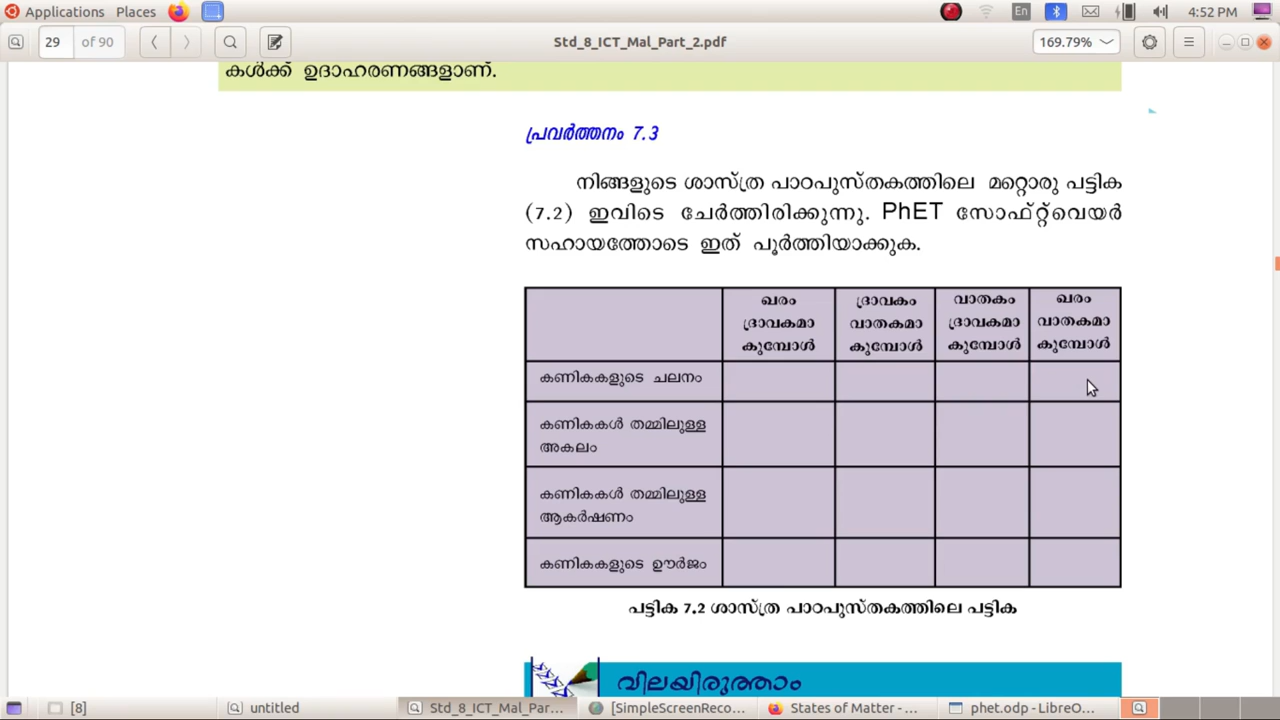 Applications Places En 4:52 PM
29 of 90 Std_8_ICT_Mal_Part_2.pdf 169.79%
കൾക്ക് ഉദാഹരണങ്ങളാണ്.
പ്രവർത്തനം 7.3
നിങ്ങളുടെ ശാസ്ത്ര പാഠപുസ്തകത്തിലെ മറ്റൊരു പട്ടിക
(7.2) ഇവിടെ ചേർത്തിരിക്കുന്നു. PhET സോഫ്റ്റ്‌വെയർ
സഹായത്തോടെ ഇത് പൂർത്തിയാക്കുക.
ഖരം ദ്രാവകം വാതകം ഖരം
ദ്രാവകമാ വാതകമാ ദ്രാവകമാ വാതകമാ
കുമ്പോൾ കുമ്പോൾ കുമ്പോൾ കുമ്പോൾ
കണികകളുടെ ചലനം
കണികകൾ തമ്മിലുള്ള
അകലം
കണികകൾ തമ്മിലുള്ള
ആകർഷണം
കണികകളുടെ ഊർജം
പട്ടിക 7.2 ശാസ്ത്ര പാഠപുസ്തകത്തിലെ പട്ടിക
വിലയിരുത്താം
[8] untitled Std_8_ICT_Mal_Par... [SimpleScreenReco... States of Matter — ... phet.odp - LibreO...